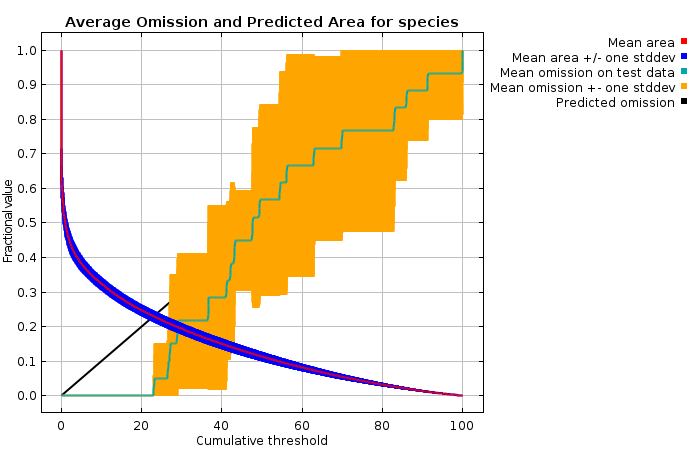 Average Omission and Predicted Area for species
Mean area
Mean area +/- one stddev
Mean omission on test data
Mean omission +- one stddev
Predicted omission
Fractional value
1.0
0.9
0.8
0.7
0.6
0.5
0.4
0.3
0.2
0.1
0.0
0 20 40 60 80 100
Cumulative threshold